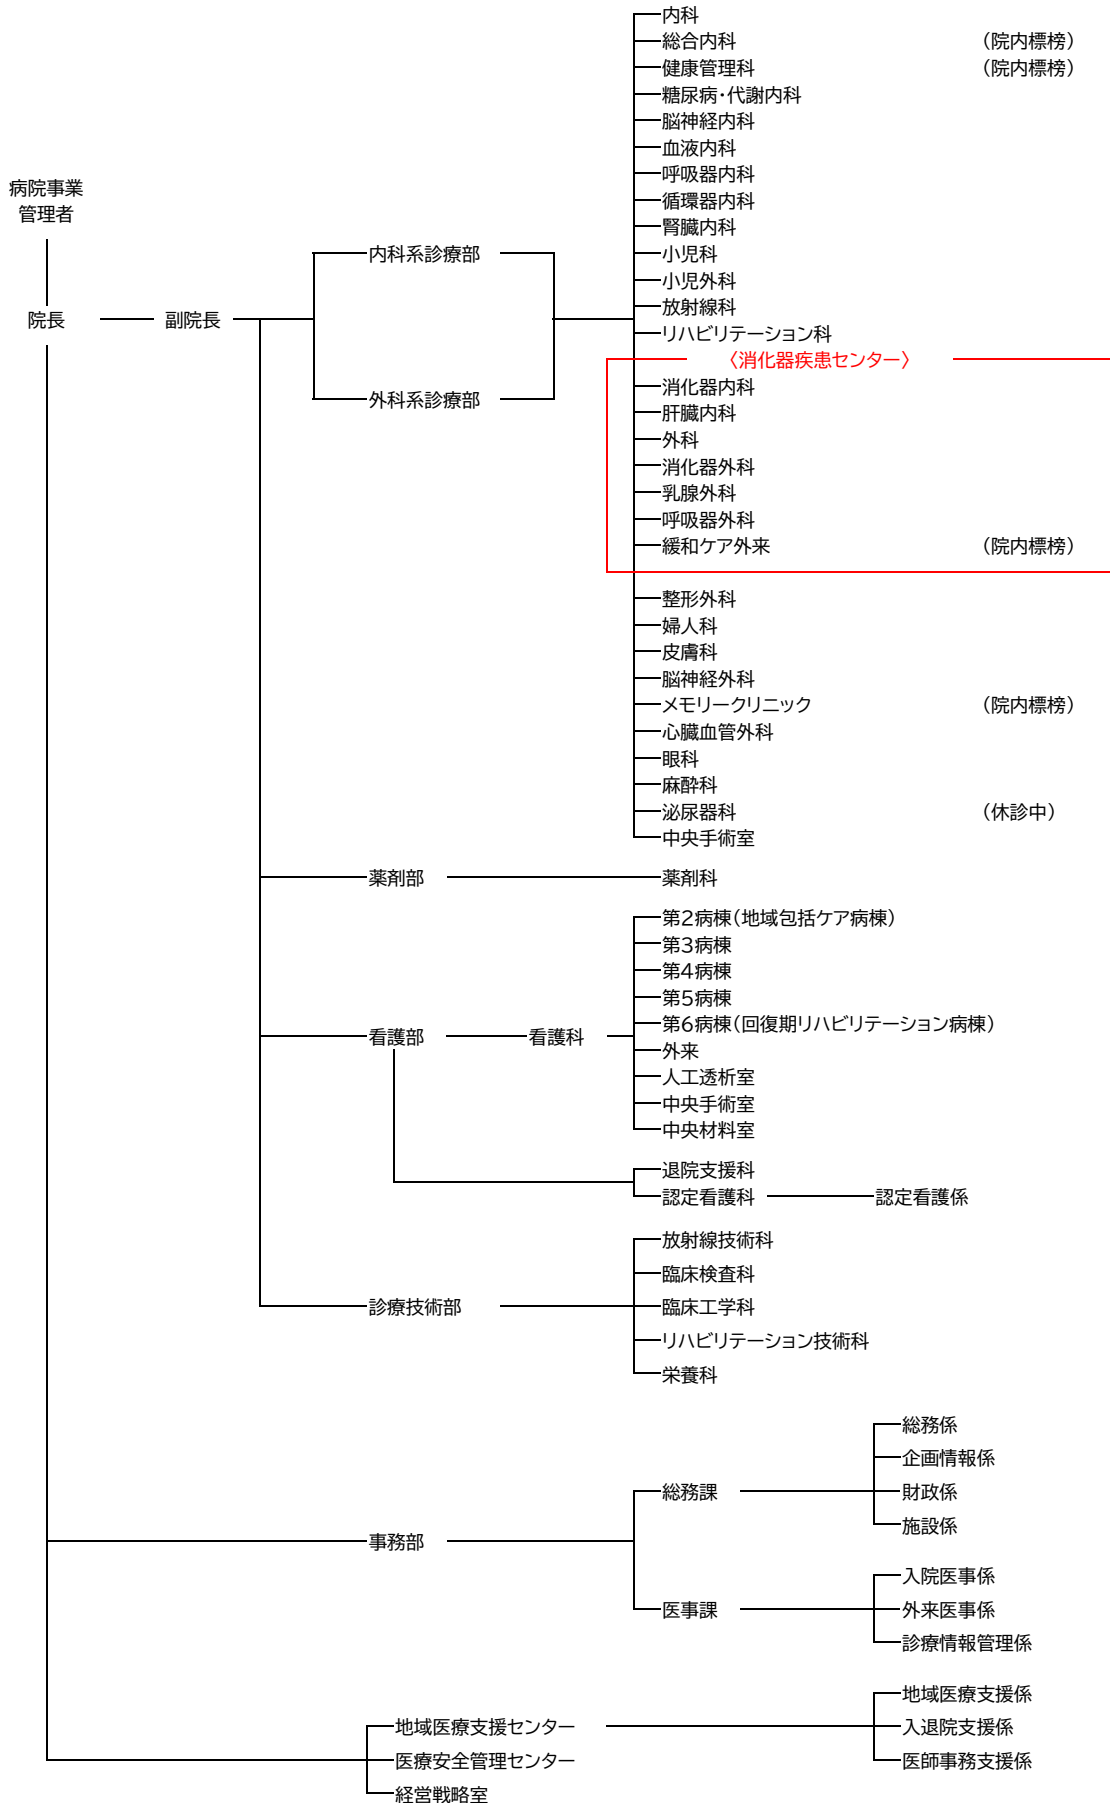 内科
総合内科 （院内標榜）
健康管理科 （院内標榜）
糖尿病・代謝内科
脳神経内科
血液内科
呼吸器内科
病院事業
管理者
循環器内科
腎臓内科
内科系診療部
小児科
小児外科
放射線科
院長
副院長
リハビリテーション科
〈消化器疾患センター〉
消化器内科
外科系診療部
肝臓内科
外科
消化器外科
乳腺外科
呼吸器外科
緩和ケア外来 （院内標榜）
整形外科
婦人科
皮膚科
脳神経外科
メモリークリニック （院内標榜）
心臓血管外科
眼科
麻酔科
泌尿器科 （休診中）
中央手術室
薬剤部 薬剤科
第2病棟（地域包括ケア病棟）
第3病棟
第4病棟
第5病棟
第6病棟（回復期リハビリテーション病棟）
看護部 看護科
外来
人工透析室
中央手術室
中央材料室
退院支援科
認定看護科 認定看護係
放射線技術科
臨床検査科
診療技術部 臨床工学科
リハビリテーション技術科
栄養科
総務係
企画情報係
総務課 財政係
施設係
事務部
入院医事係
医事課 外来医事係
診療情報管理係
地域医療支援係
地域医療支援センター 入退院支援係
医療安全管理センター 医師事務支援係
経営戦略室